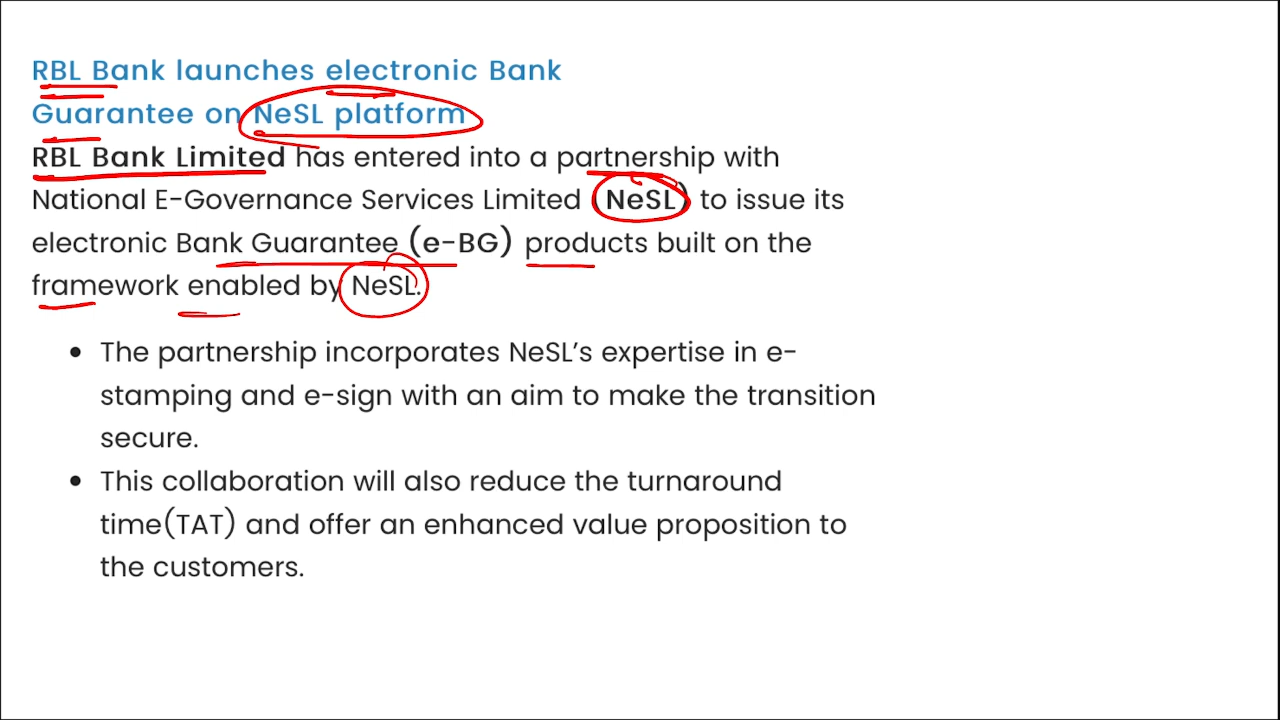 RBL Bank launches electronic Bank
Guarantee on NeSL platform
RBL Bank Limited has entered into a partnership with
National E-Governance Services Limited (NeSL) to issue its
electronic Bank Guarantee (e-BG) products built on the
framework enabled by NeSL.
• The partnership incorporates NeSL’s expertise in e-
stamping and e-sign with an aim to make the transition
secure.
• This collaboration will also reduce the turnaround
time(TAT) and offer an enhanced value proposition to
the customers.